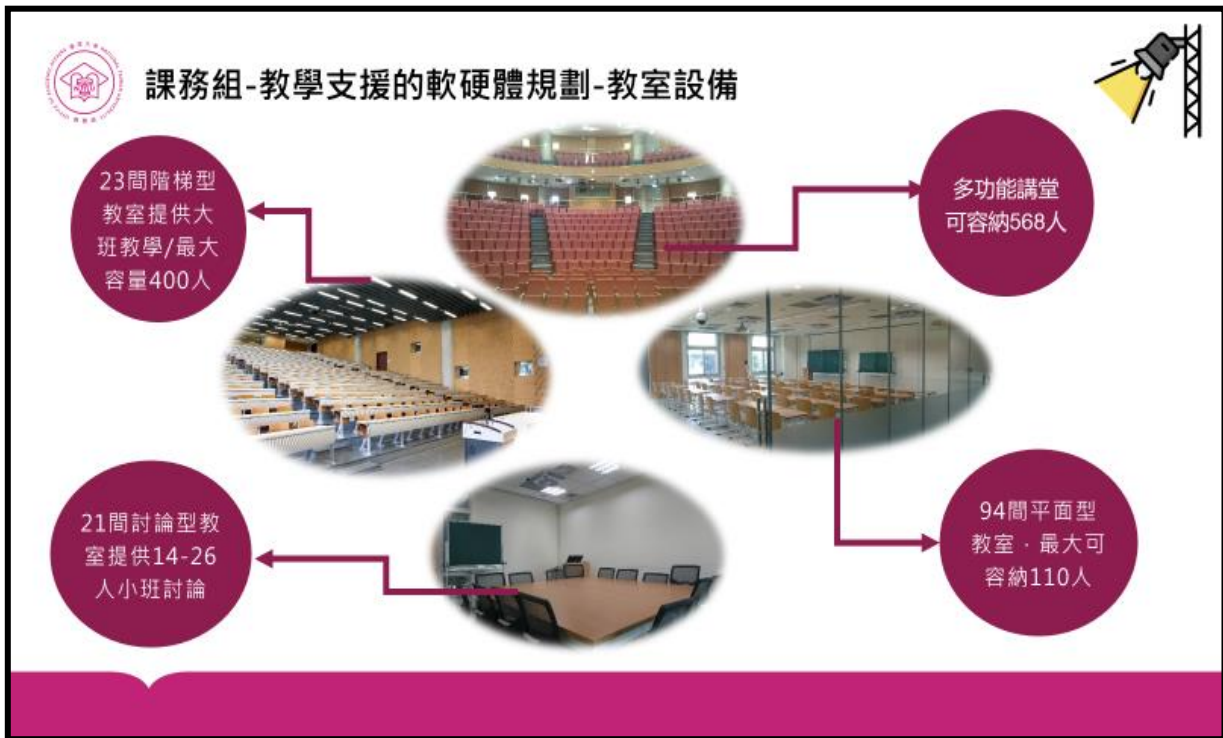 課務組-教學支援的軟硬體規劃-教室設備
23間階梯型
教室提供大
班教學/最大
容量400人
多功能講堂
可容納568人
21間討論型教
室提供14-26
人小班討論
94間平面型
教室．最大可
容納110人